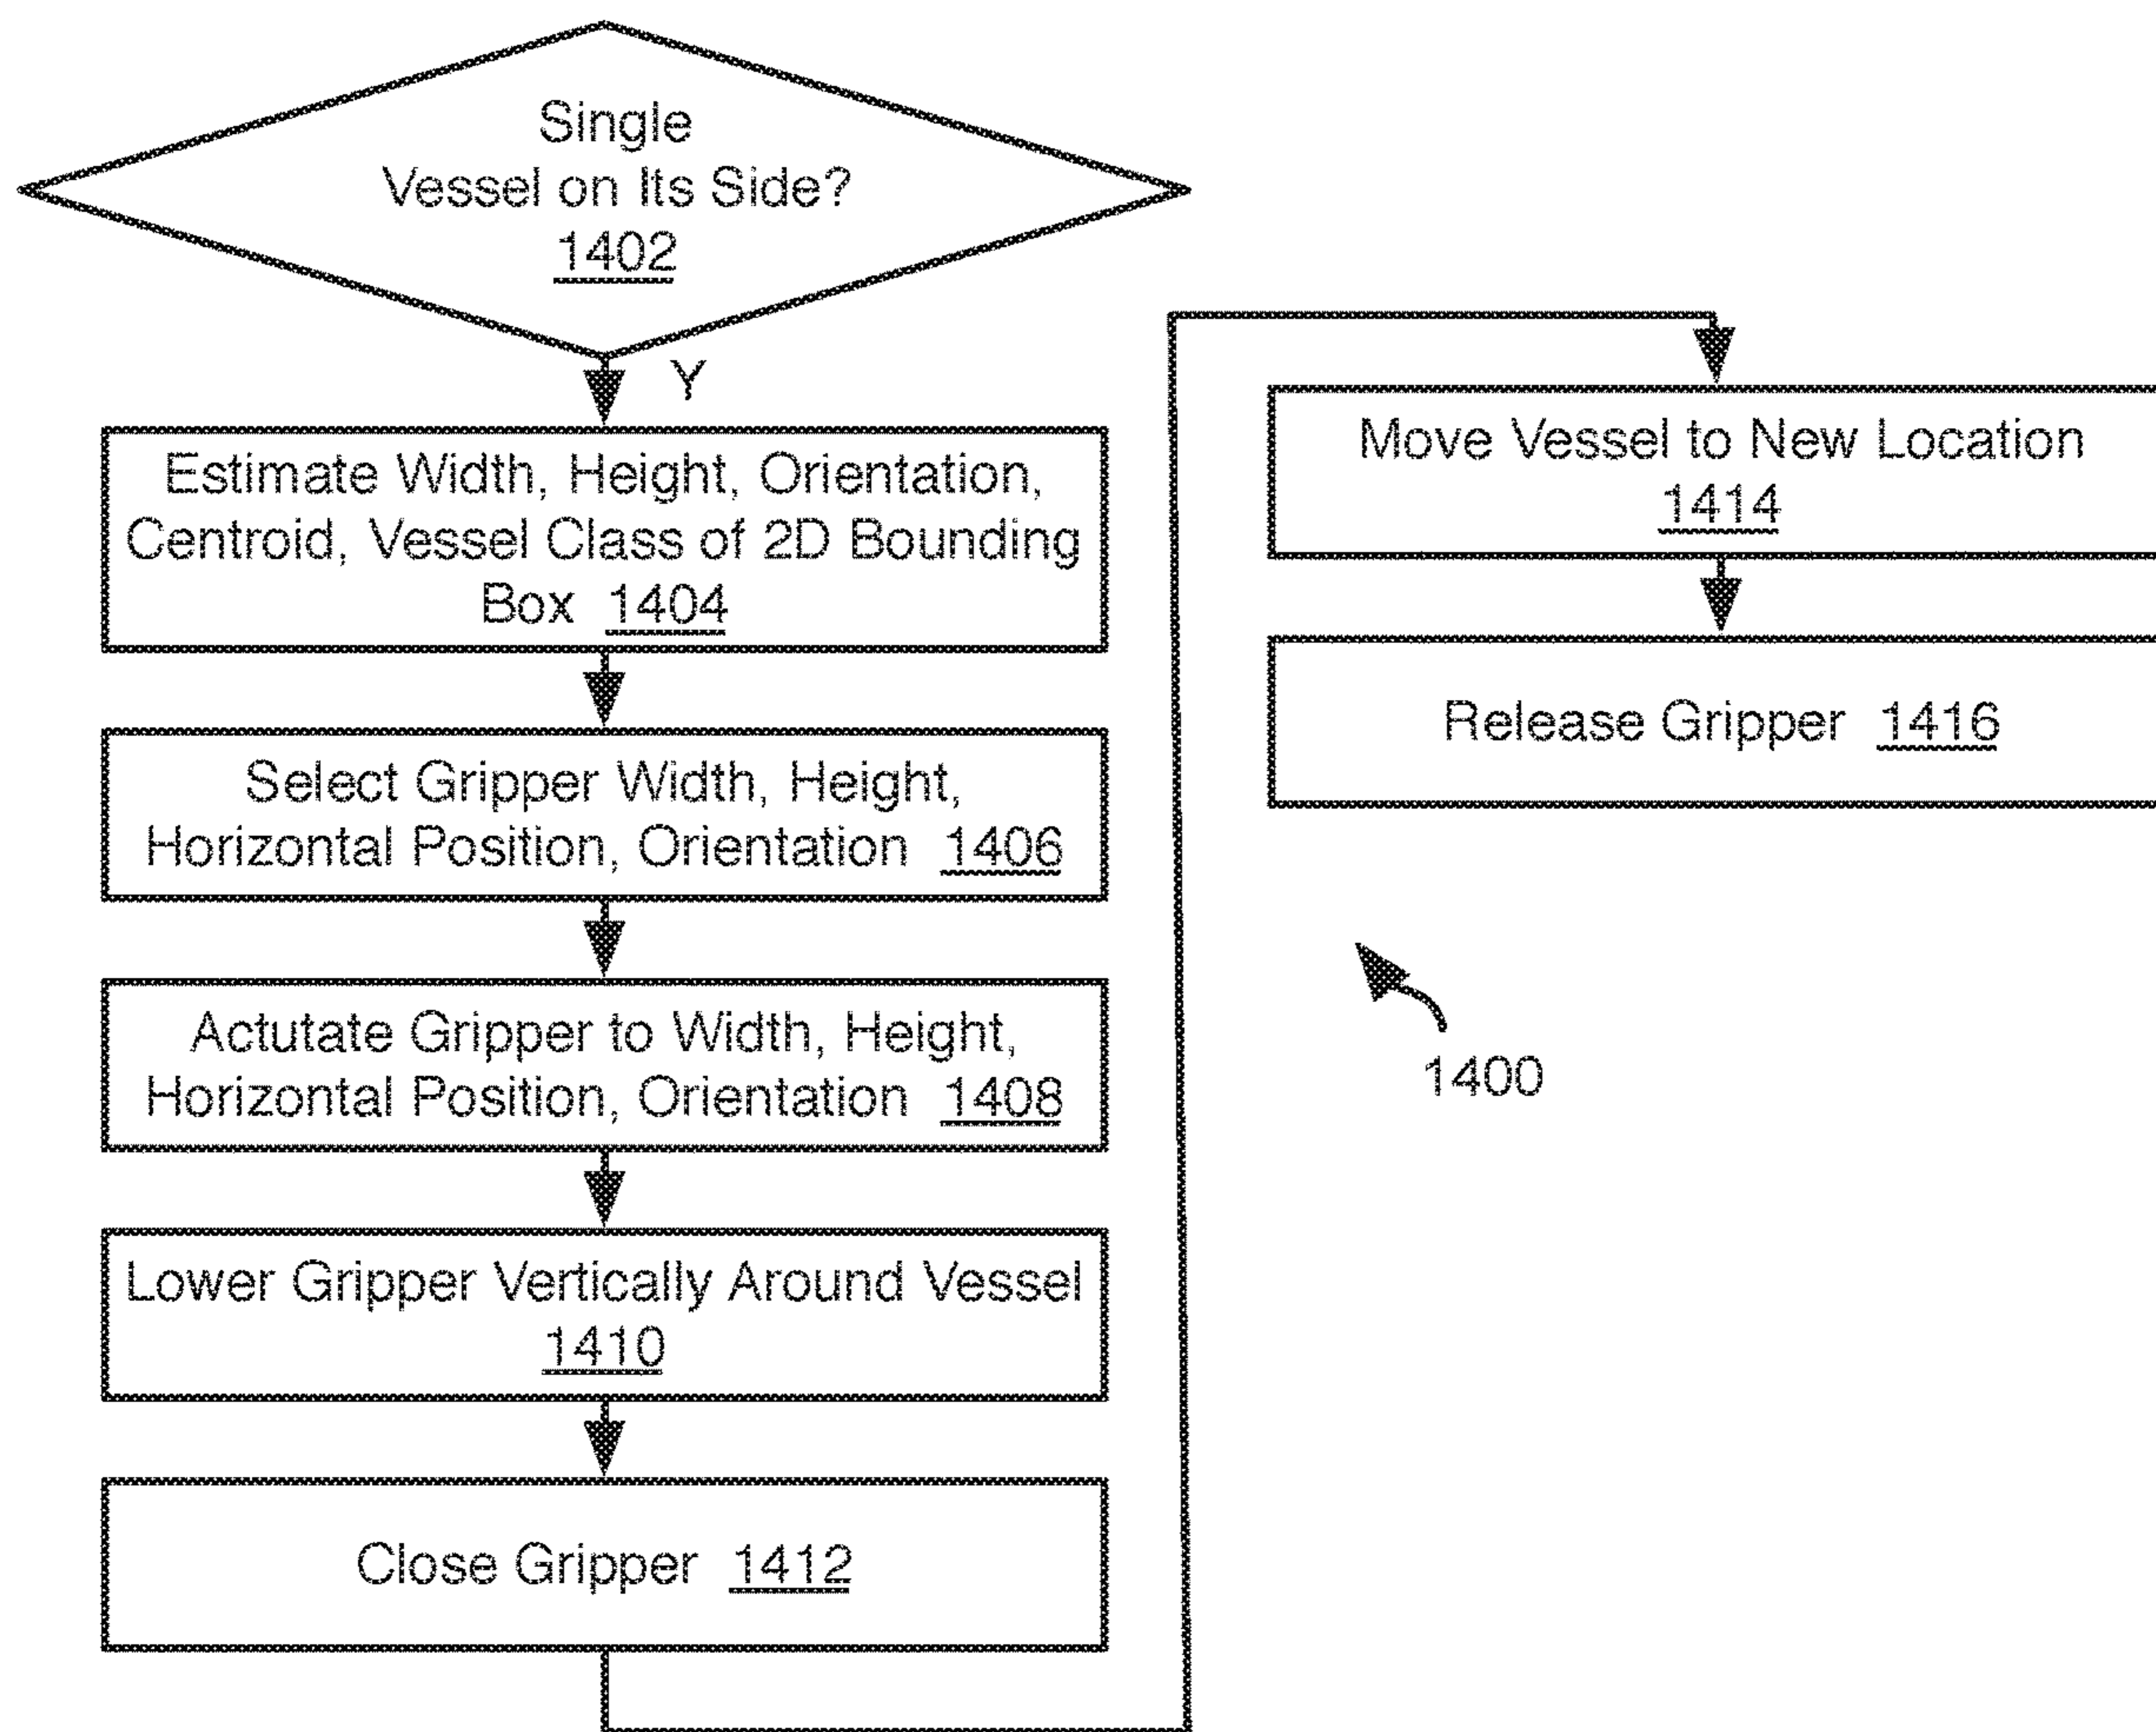 Single
Vessel on Its Side?
1402
Y
Estimate Width, Height, Orientation,
Centroid, Vessel Class of 2D Bounding
Box 1404
Select Gripper Width, Height,
Horizontal Position, Orientation 1406
Actutate Gripper to Width, Height,
Horizontal Position, Orientation 1408
Lower Gripper Vertically Around Vessel
1410
Close Gripper 1412
Move Vessel to New Location
1414
Release Gripper 1416
1400